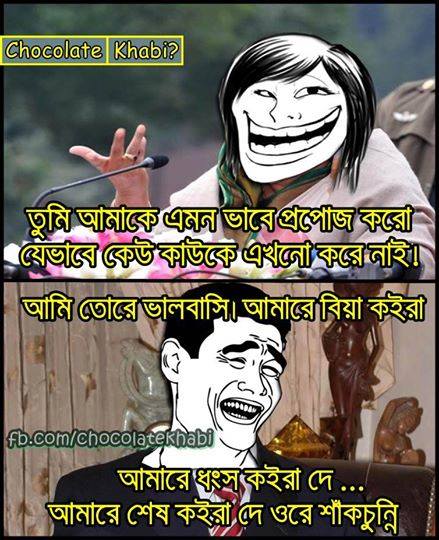 Chocolate Khabi?
তুমি আমাকে এমন ভাবে প্রপোজ করো
যেভাবে কেউ কাউকে এখনো করে নাই!
আমি তোরে ভালবাসি। আমারে বিয়া কইরা
fb.com/chocolatekhabi
আমারে ধংস কইরা দে ...
আমারে শেষ কইরা দে ওরে শাঁকচুন্নি